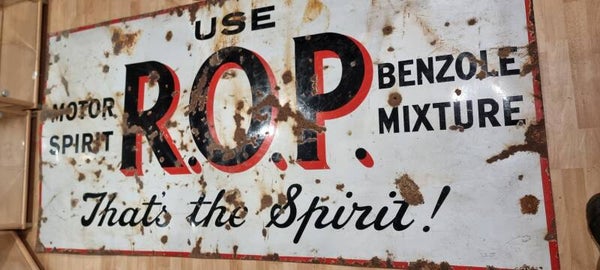 USE
MOTOR SPIRIT
R.O.P.
BENZOLE MIXTURE
That's the Spirit!